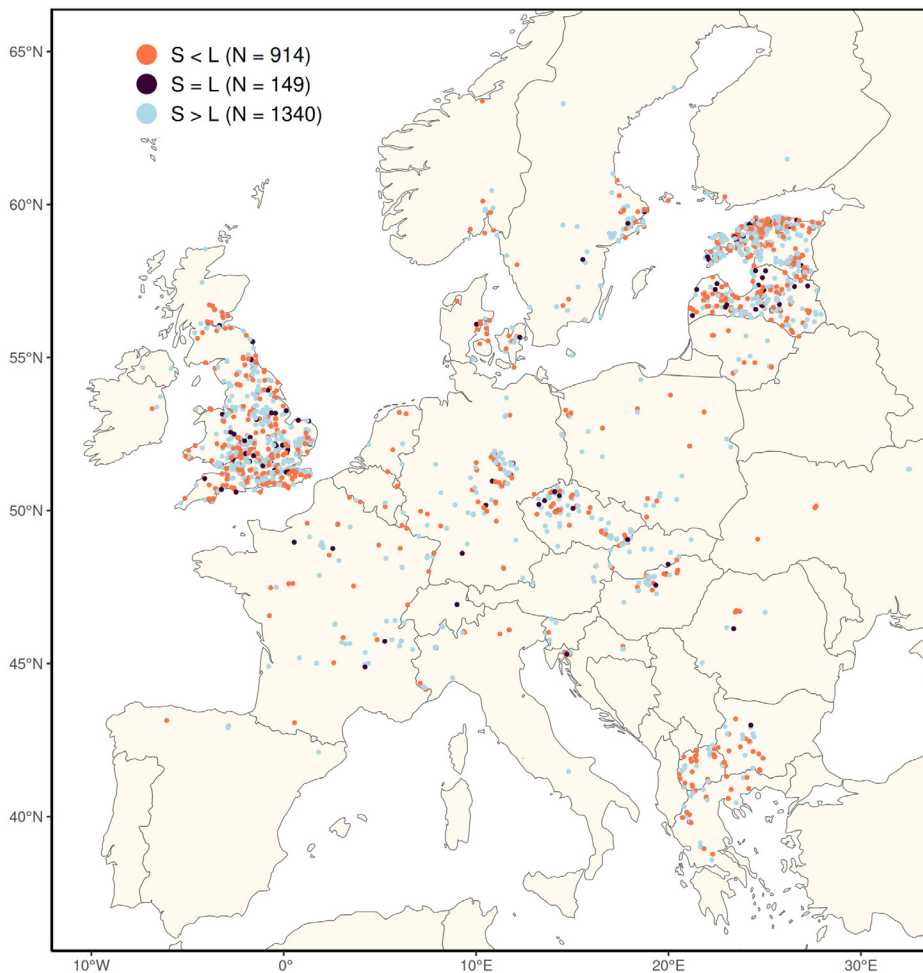 65°N
60°N
55°N
50°N
45°N
40°N
S < L (N = 914)
S = L (N = 149)
S > L (N = 1340)
10°W
0°
10°E
20°E
30°E